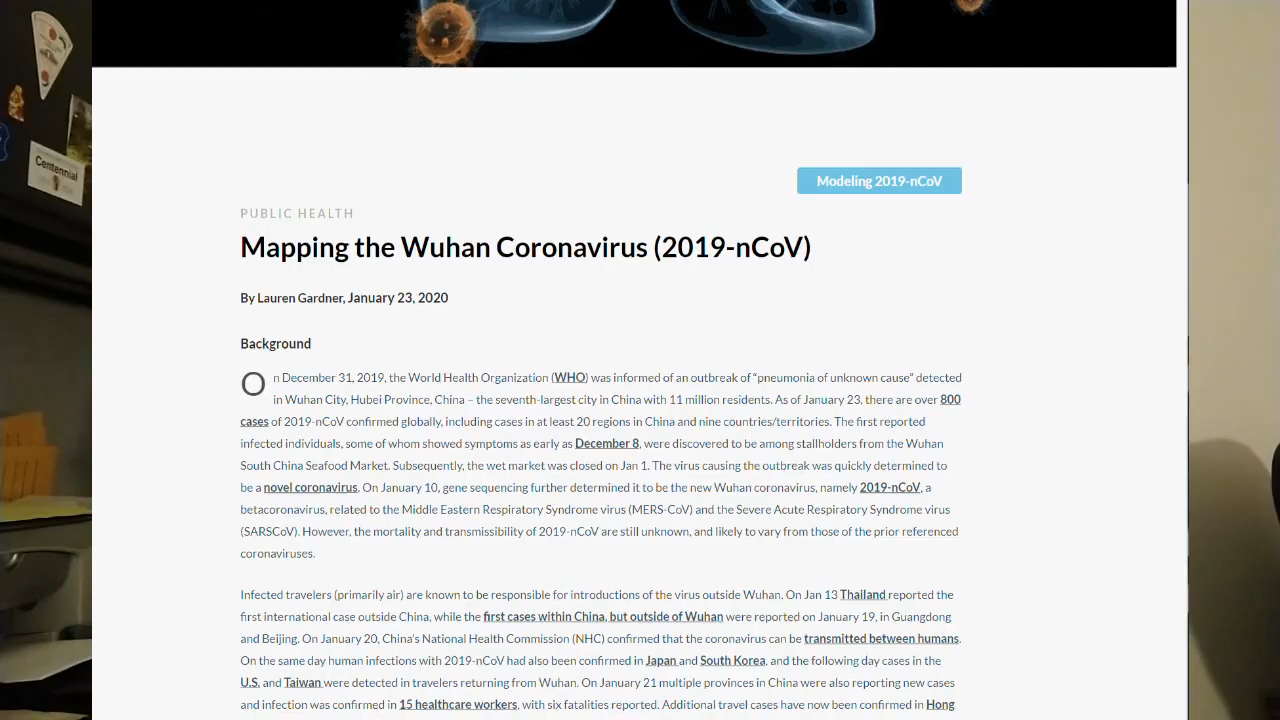 Centennial
Modeling 2019-nCoV
PUBLIC HEALTH
Mapping the Wuhan Coronavirus (2019-nCoV)
By Lauren Gardner, January 23, 2020
Background
On December 31, 2019, the World Health Organization (WHO) was informed of an outbreak of “pneumonia of unknown cause” detected
in Wuhan City, Hubei Province, China – the seventh-largest city in China with 11 million residents. As of January 23, there are over 800
cases of 2019-nCoV confirmed globally, including cases in at least 20 regions in China and nine countries/territories. The first reported
infected individuals, some of whom showed symptoms as early as December 8, were discovered to be among stallholders from the Wuhan
South China Seafood Market. Subsequently, the wet market was closed on Jan 1. The virus causing the outbreak was quickly determined to
be a novel coronavirus. On January 10, gene sequencing further determined it to be the new Wuhan coronavirus, namely 2019-nCoV, a
betacoronavirus, related to the Middle Eastern Respiratory Syndrome virus (MERS-CoV) and the Severe Acute Respiratory Syndrome virus
(SARSCoV). However, the mortality and transmissibility of 2019-nCoV are still unknown, and likely to vary from those of the prior referenced
coronaviruses.
Infected travelers (primarily air) are known to be responsible for introductions of the virus outside Wuhan. On Jan 13 Thailand reported the
first international case outside China, while the first cases within China, but outside of Wuhan were reported on January 19, in Guangdong
and Beijing. On January 20, China's National Health Commission (NHC) confirmed that the coronavirus can be transmitted between humans.
On the same day human infections with 2019-nCoV had also been confirmed in Japan and South Korea, and the following day cases in the
U.S. and Taiwan were detected in travelers returning from Wuhan. On January 21 multiple provinces in China were also reporting new cases
and infection was confirmed in 15 healthcare workers, with six fatalities reported. Additional travel cases have now been confirmed in Hong